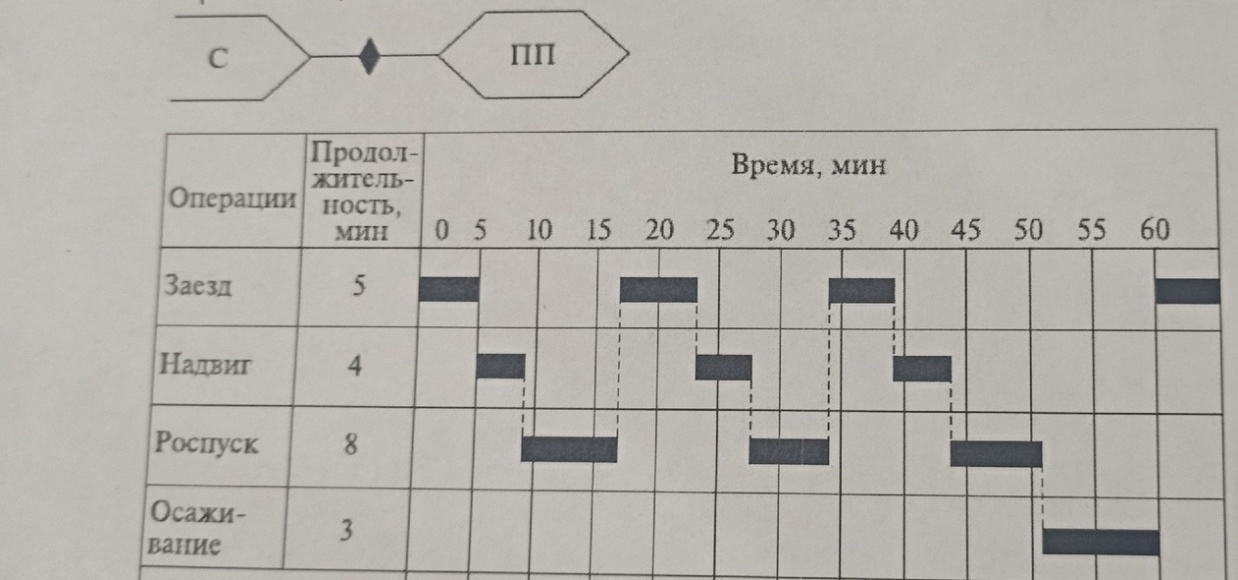 С
ПП
Операции
Продол-
житель-
ность,
мин
Время, мин
0 5 10 15 20 25 30 35 40 45 50 55 60
Заезд 5
Надвиг 4
Роспуск 8
Осажи-
вание 3